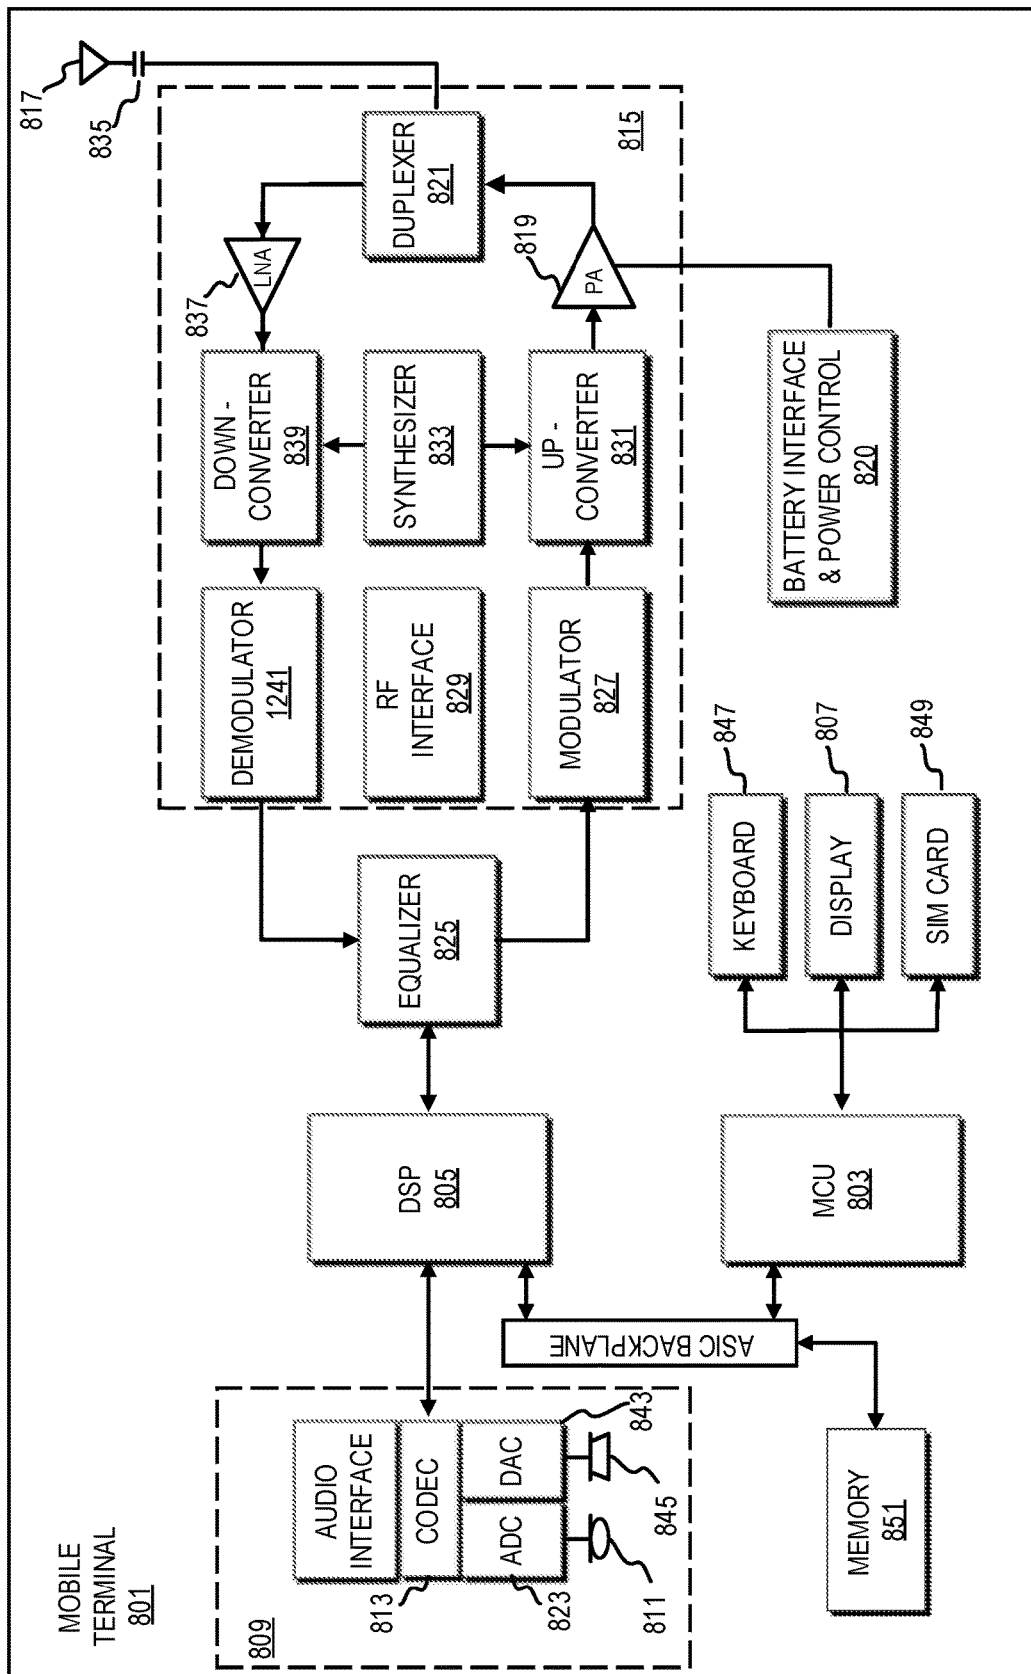 MOBILE
TERMINAL
801
809
AUDIO
INTERFACE
CODEC
813
ADC
823
DAC
843
811
845
DSP
805
ASIC BACKPLANE
MEMORY
851
MCU
803
EQUALIZER
825
KEYBOARD
847
DISPLAY
807
SIM CARD
849
DEMODULATOR
1241
RF
INTERFACE
829
MODULATOR
827
DOWN -
CONVERTER
839
SYNTHESIZER
833
UP -
CONVERTER
831
837
LNA
PA
819
DUPLEXER
821
815
817
835
BATTERY INTERFACE
& POWER CONTROL
820